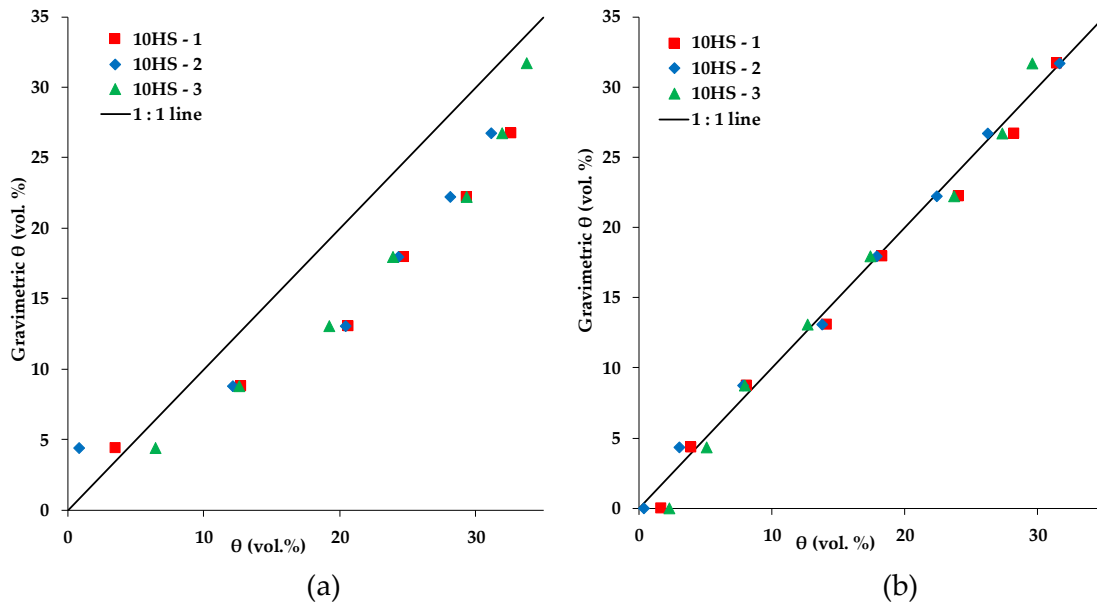 35
30
25
20
15
10
5
0
Gravimetric θ (vol. %)
10HS - 1
10HS - 2
10HS - 3
1 : 1 line
0
10
20
30
θ (vol.%)
(a)
35
30
25
20
15
10
5
0
Gravimetric θ (vol. %)
10HS - 1
10HS - 2
10HS - 3
1 : 1 line
0
10
20
30
θ (vol. %)
(b)